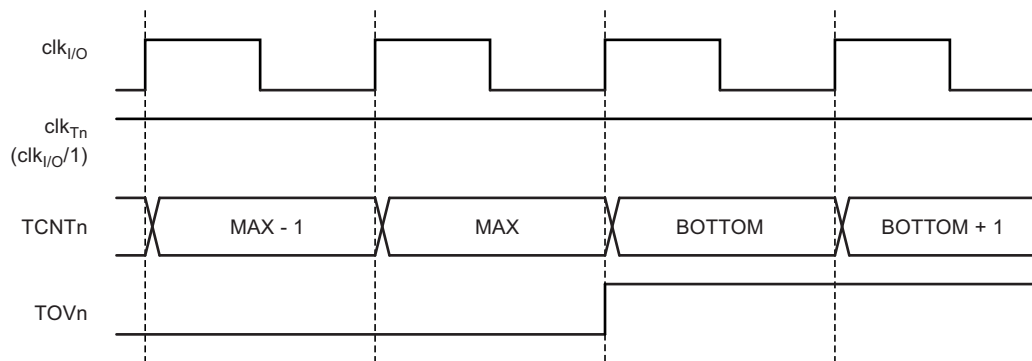 clkI/O
clkTn
(clkI/O/1)
TCNTn MAX - 1 MAX BOTTOM BOTTOM + 1
TOVn